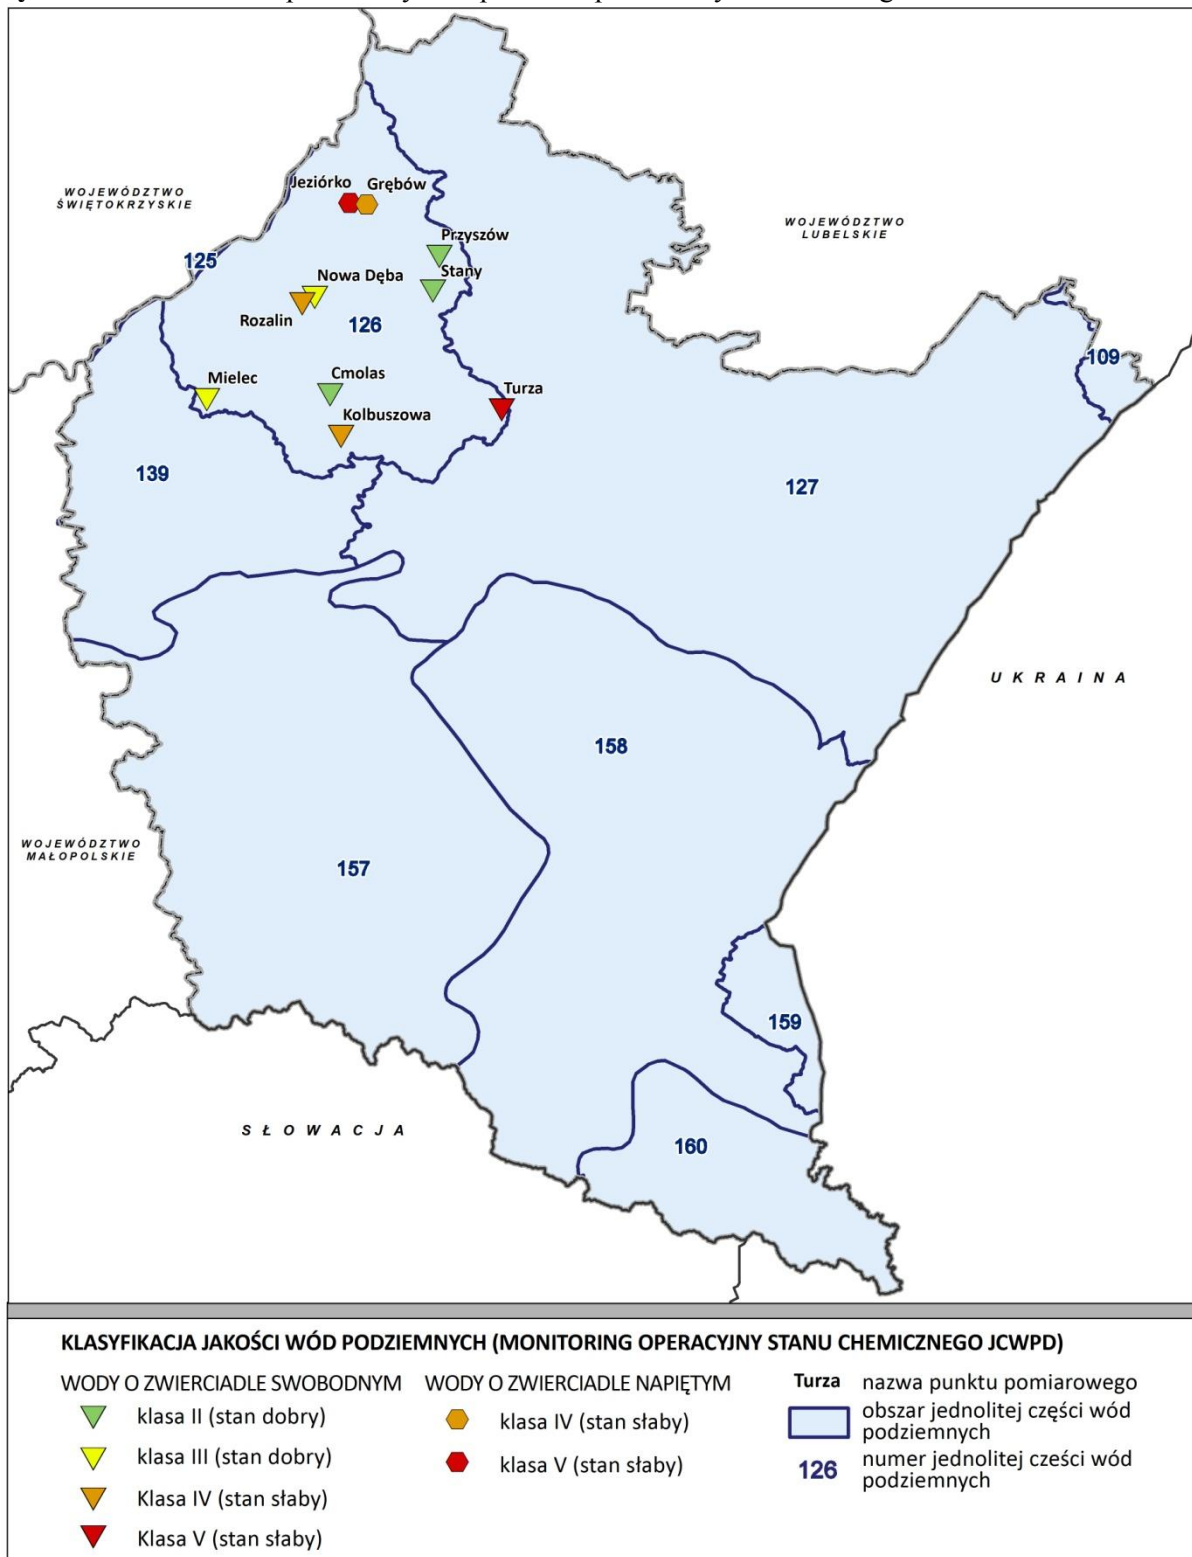 WOJEWÓDZTWO
ŚWIĘTOKRZYSKIE
Jeziórko
Grębów
WOJEWÓDZTWO
LUBELSKIE
Przyszów
125
Stany
Nowa Dęba
Rozalin
126
109
Mielec
Cmolas
Turza
Kolbuszowa
139
127
UKRAINA
158
WOJEWÓDZTWO
MAŁOPOLSKIE
157
159
SŁOWACJA
160
KLASYFIKACJA JAKOŚCI WÓD PODZIEMNYCH (MONITORING OPERACYJNY STANU CHEMICZNEGO JCWPD)
WODY O ZWIERCIADLE SWOBODNYM
klasa II (stan dobry)
klasa III (stan dobry)
Klasa IV (stan słaby)
Klasa V (stan słaby)
WODY O ZWIERCIADLE NAPIĘTYM
klasa IV (stan słaby)
klasa V (stan słaby)
Turza nazwa punktu pomiarowego
obszar jednolitej części wód
podziemnych
126 numer jednolitej cześci wód
podziemnych